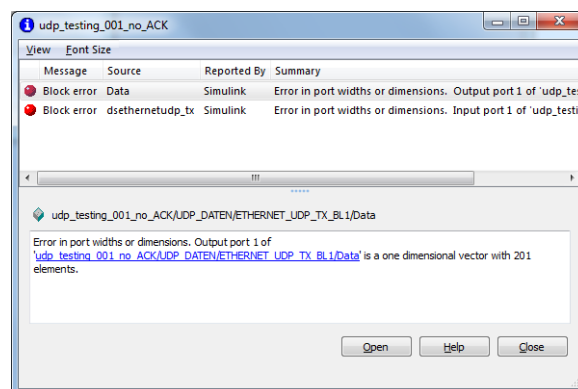 udp_testing_001_no_ACK
View Font Size
Message Source Reported By Summary
Block error Data Simulink Error in port widths or dimensions. Output port 1 of 'udp_tes
Block error dsethernetudp_tx Simulink Error in port widths or dimensions. Input port 1 of 'udp_testi
udp_testing_001_no_ACK/UDP_DATEN/ETHERNET_UDP_TX_BL1/Data
Error in port widths or dimensions. Output port 1 of
'udp_testing_001_no_ACK/UDP_DATEN/ETHERNET_UDP_TX_BL1/Data' is a one dimensional vector with 201
elements.
Open Help Close